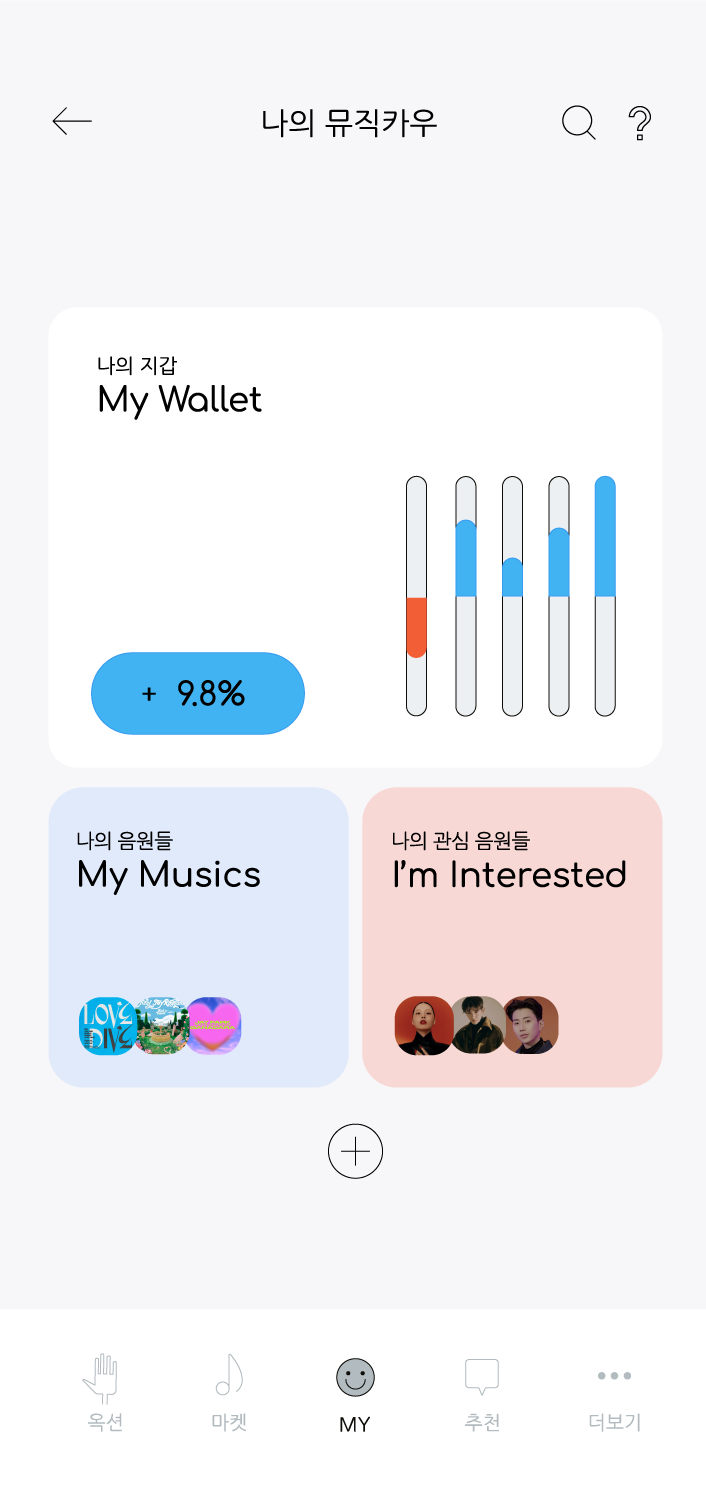 나의 뮤직카우
나의 지갑
My Wallet
+ 9.8%
나의 음원들
My Musics
나의 관심 음원들
I'm Interested
LOVE
DIVE
옥션
마켓
MY
추천
더보기